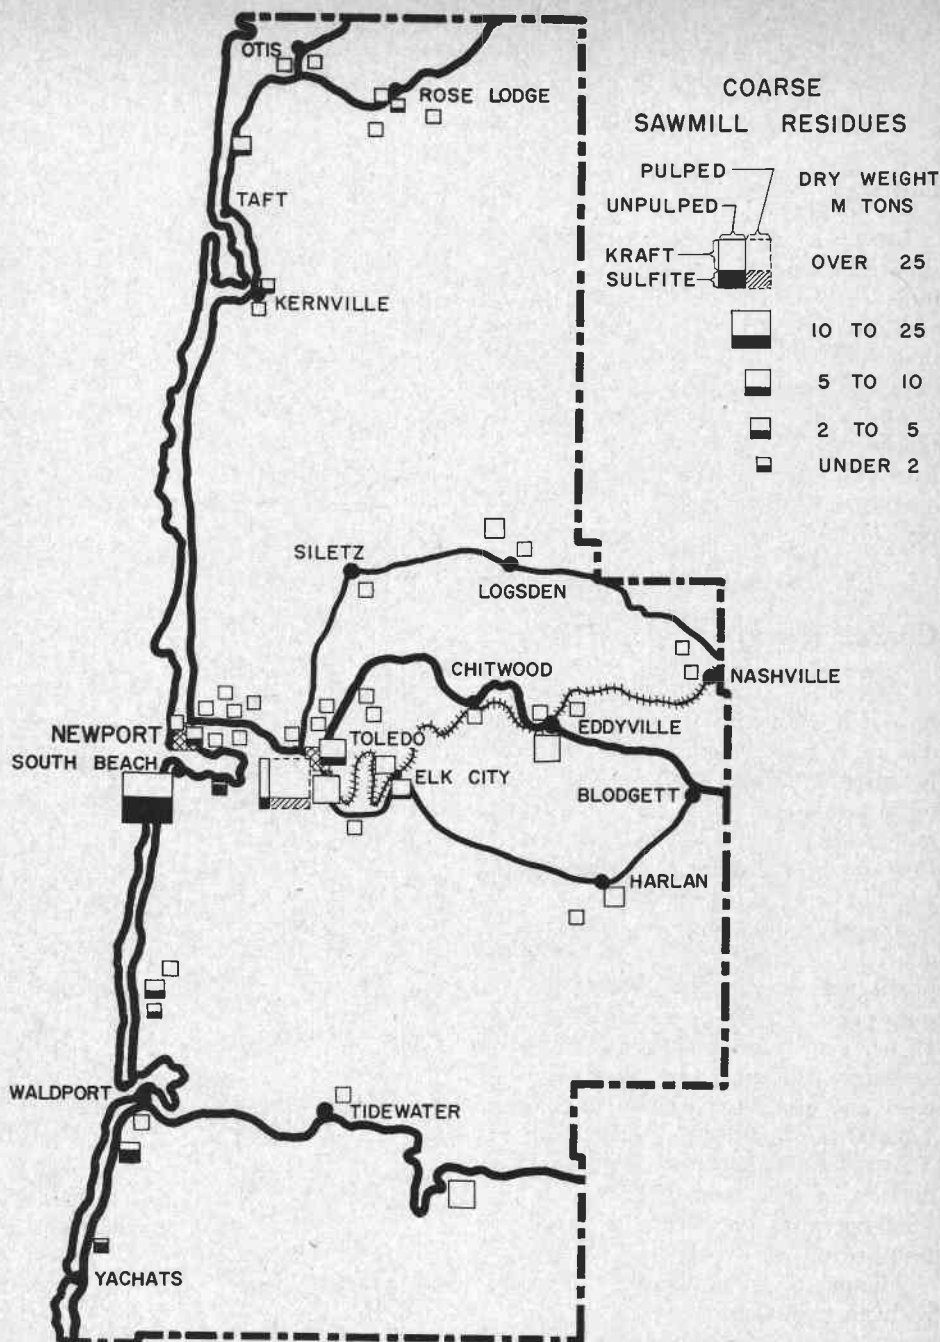 OTIS
ROSE LODGE
COARSE
SAWMILL RESIDUES
PULPED
DRY WEIGHT
M TONS
UNPULPED
KRAFT
SULFITE
OVER 25
10 TO 25
5 TO 10
2 TO 5
UNDER 2
TAFT
KERNVILLE
SILETZ
LOGSDEN
CHITWOOD
NASHVILLE
NEWPORT
TOLEDO
EDDYVILLE
SOUTH BEACH
ELK CITY
BLODGETT
HARLAN
WALDPORT
TIDEWATER
YACHATS